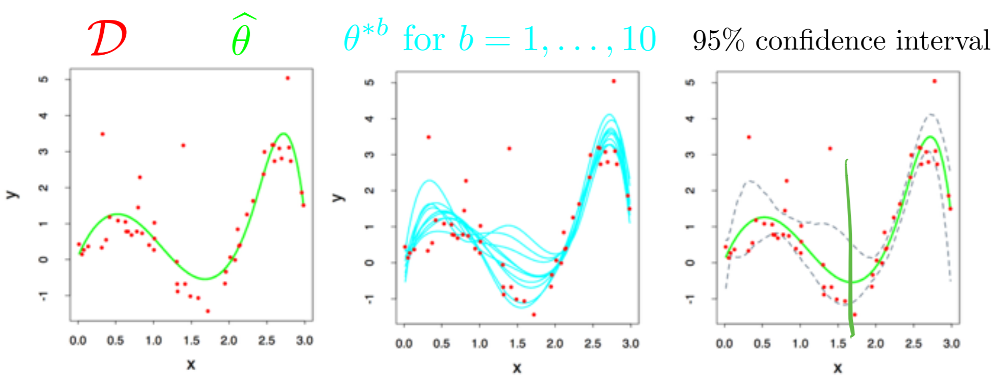 𝒟 θ̂ θ*ᵇ for b = 1, . . . , 10 95% confidence interval
5 4 3 2 1 0 -1
y
0.0 0.5 1.0 1.5 2.0 2.5 3.0
x
5 4 3 2 1 0 -1
y
0.0 0.5 1.0 1.5 2.0 2.5 3.0
x
5 4 3 2 1 0 -1
0.0 0.5 1.0 1.5 2.0 2.5 3.0
x